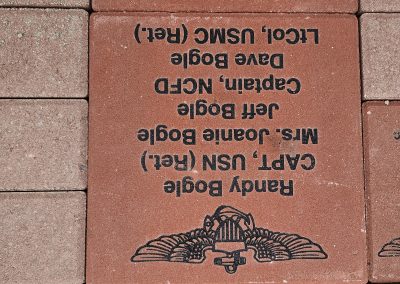 Randy Bogle
CAPT, USN (Ret.)
Mrs. Joanie Bogle
Jeff Bogle
Captain, NCFD
Dave Bogle
LtCol, USMC (Ret.)